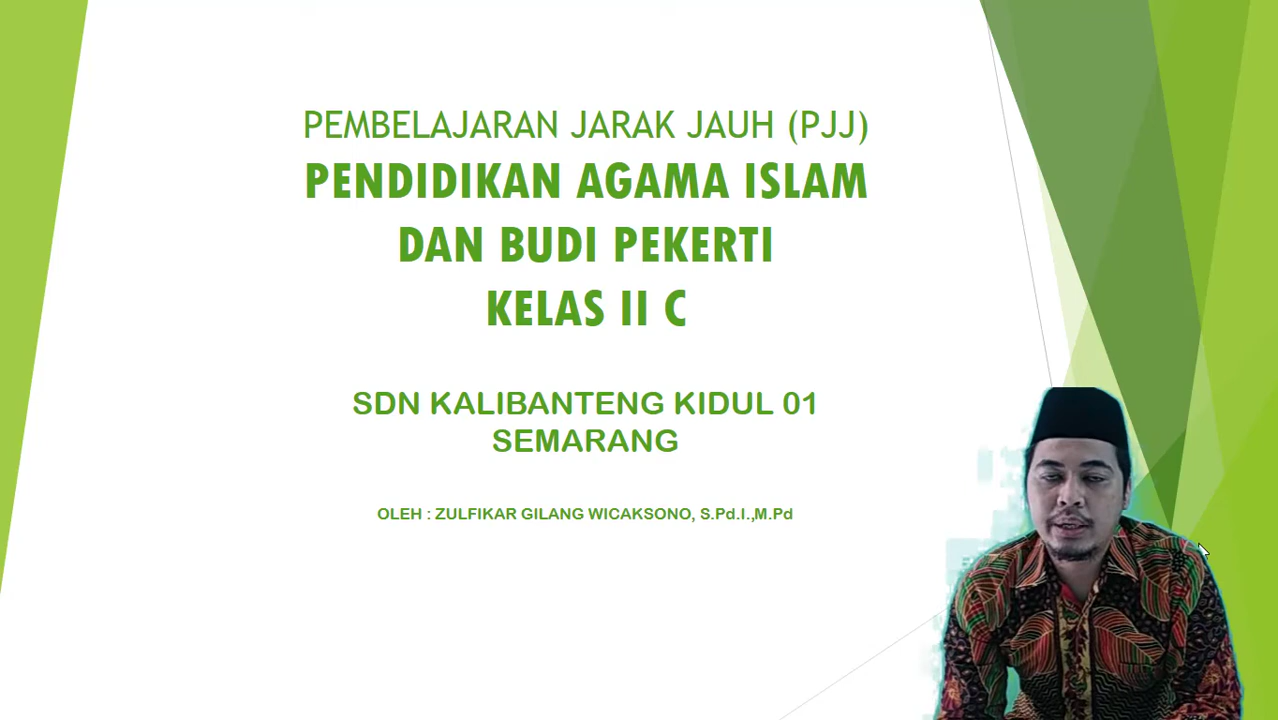 PEMBELAJARAN JARAK JAUH (PJJ)
PENDIDIKAN AGAMA ISLAM
DAN BUDI PEKERTI
KELAS II C
SDN KALIBANTENG KIDUL 01
SEMARANG
OLEH : ZULFIKAR GILANG WICAKSONO, S.Pd.I.,M.Pd